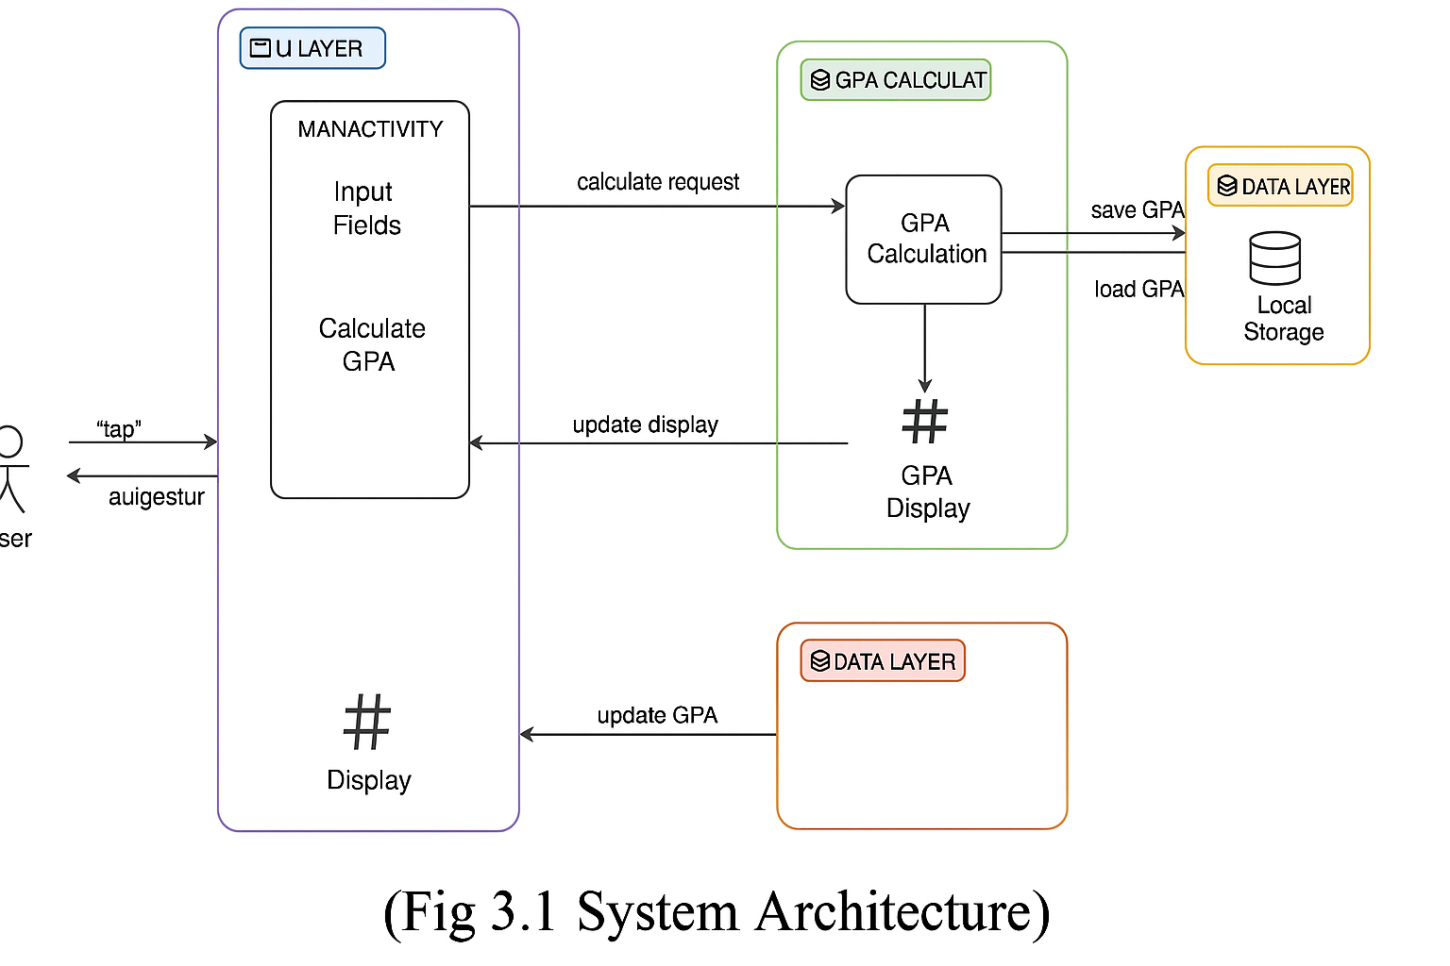 U LAYER
MANACTIVITY
Input
Fields
Calculate
GPA
"tap"
auigestur
ser
Display
calculate request
update display
update GPA
GPA CALCULAT
GPA
Calculation
GPA
Display
save GPA
load GPA
DATA LAYER
Local
Storage
DATA LAYER
(Fig 3.1 System Architecture)